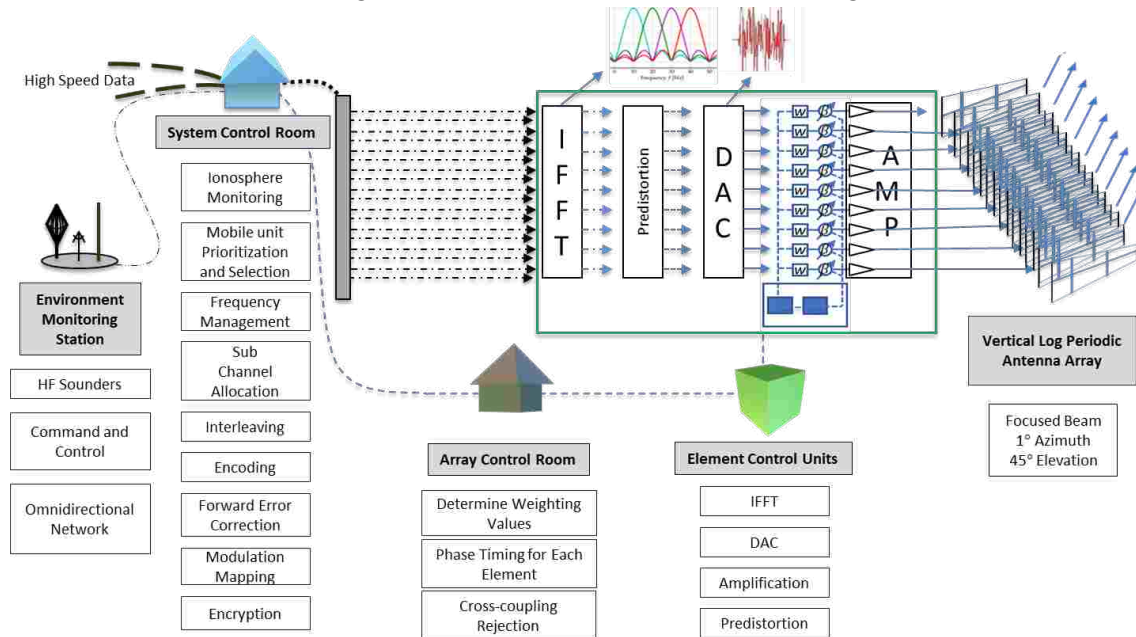 High Speed Data
System Control Room
Ionosphere
Monitoring
Mobile unit
Prioritization
and Selection
Frequency
Management
Sub
Channel
Allocation
Interleaving
Encoding
Forward Error
Correction
Modulation
Mapping
Encryption
Environment
Monitoring
Station
HF Sounders
Command and
Control
Omnidirectional
Network
I
F
F
T
Predistortion
D
A
C
W
W
W
W
W
W
W
W
W
A
M
P
Array Control Room
Determine Weighting
Values
Phase Timing for Each
Element
Cross-coupling
Rejection
Element Control Units
IFFT
DAC
Amplification
Predistortion
Vertical Log Periodic
Antenna Array
Focused Beam
1° Azimuth
45° Elevation